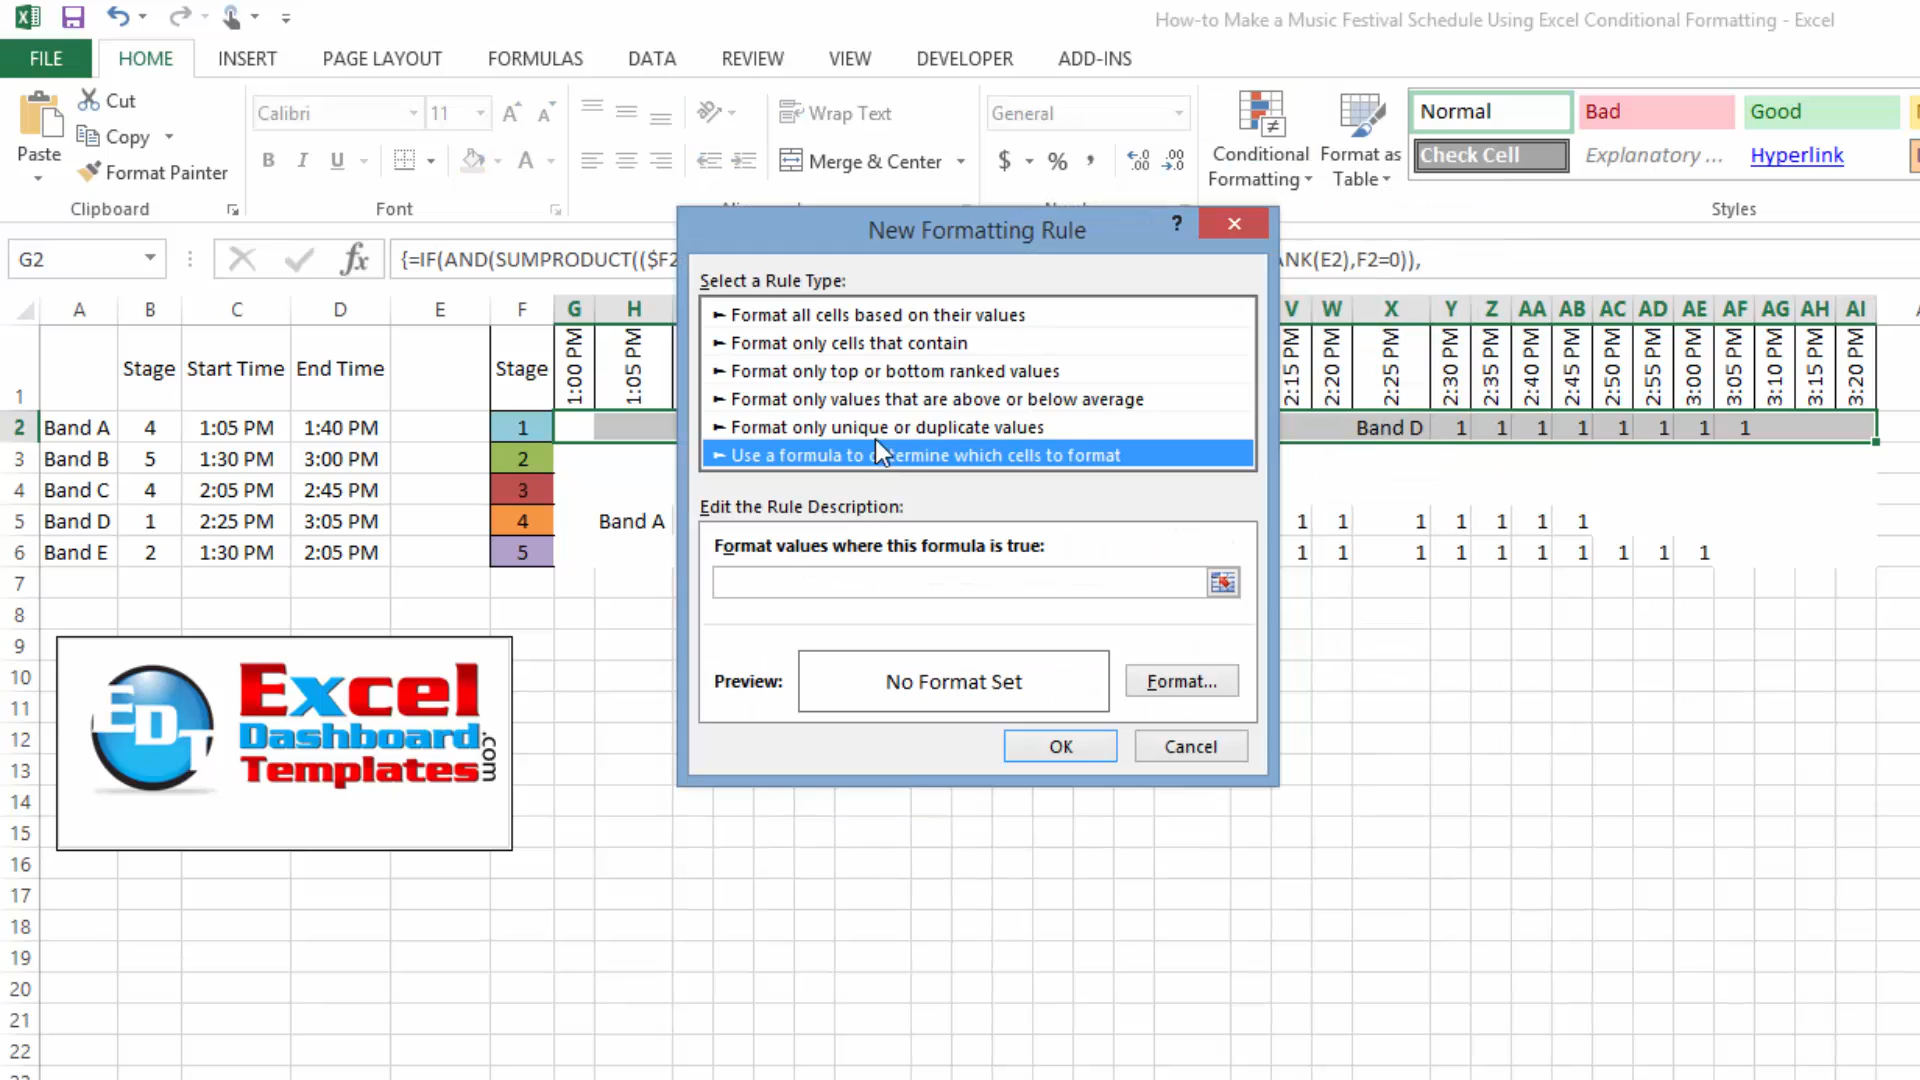 How-to Make a Music Festival Schedule Using Excel Conditional Formatting - Excel
FILE HOME INSERT PAGE LAYOUT FORMULAS DATA REVIEW VIEW DEVELOPER ADD-INS
Paste
Cut
Copy
Format Painter
Clipboard
Calibri 11
B I U A
Font
Wrap Text
Merge & Center
General
$ % ,
Conditional Formatting
Format as Table
Normal Bad Good
Check Cell Explanatory ... Hyperlink
Styles
G2 fx {=IF(AND(SUMPRODUCT(($F2 ANK(E2),F2=0)),
A B C D E F G H V W X Y Z AA AB AC AD AE AF AG AH AI
1 Stage Start Time End Time Stage 1:00 PM 1:05 PM 2:15 PM 2:20 PM 2:25 PM 2:30 PM 2:35 PM 2:40 PM 2:45 PM 2:50 PM 2:55 PM 3:00 PM 3:05 PM 3:10 PM 3:15 PM 3:20 PM
2 Band A 4 1:05 PM 1:40 PM 1 Band D 1 1 1 1 1 1 1 1
3 Band B 5 1:30 PM 3:00 PM 2
4 Band C 4 2:05 PM 2:45 PM 3
5 Band D 1 2:25 PM 3:05 PM 4 Band A 1 1 1 1 1 1 1
6 Band E 2 1:30 PM 2:05 PM 5 1 1 1 1 1 1 1 1 1 1
7
8
9
10
11
12
13
14
15
16
17
18
19
20
21
22
EDT
Excel
Dashboard
Templates
.com
New Formatting Rule
?
Select a Rule Type:
► Format all cells based on their values
► Format only cells that contain
► Format only top or bottom ranked values
► Format only values that are above or below average
► Format only unique or duplicate values
► Use a formula to determine which cells to format
Edit the Rule Description:
Format values where this formula is true:
Preview: No Format Set Format...
OK Cancel